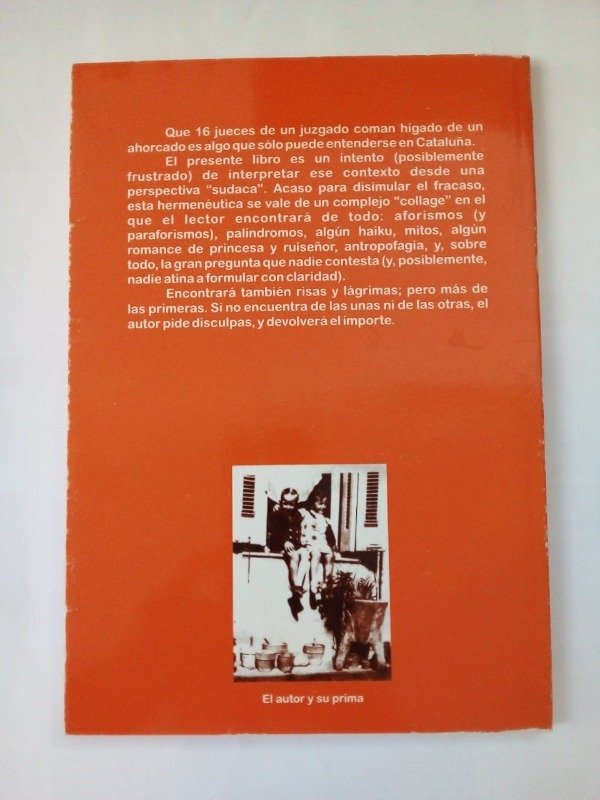 Que 16 jueces de un juzgado coman hígado de un
ahorcado es algo que sólo puede entenderse en Cataluña.
El presente libro es un intento (posiblemente
frustrado) de interpretar ese contexto desde una
perspectiva “sudaca”. Acaso para disimular el fracaso,
esta hermenéutica se vale de un complejo “collage” en el
que el lector encontrará de todo: aforismos (y
paraforismos), palíndromos, algún haiku, mitos, algún
romance de princesa y ruiseñor, antropofagia, y, sobre
todo, la gran pregunta que nadie contesta (y, posiblemente,
nadie atina a formular con claridad).
Encontrará también risas y lágrimas; pero más de
las primeras. Si no encuentra de las unas ni de las otras, el
autor pide disculpas, y devolverá el importe.
El autor y su prima